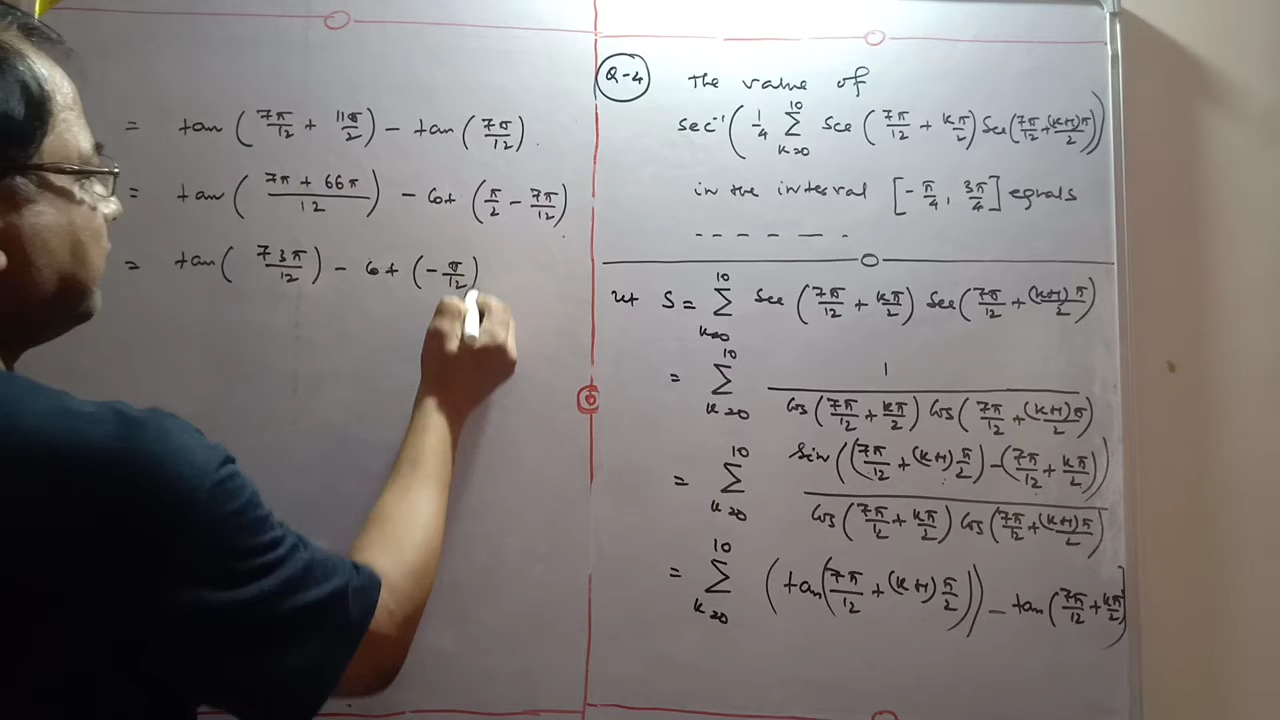 Q-4 The value of
sec⁻¹( 1/4 Σ_{k=0}^{10} Sec ( 7π/12 + kπ/2 ) Sec( 7π/12 + (k+1)π/2 ) )
in the interval [ -π/4, 3π/4 ] equals
- - - - - - .
Let S = Σ_{k=0}^{10} Sec ( 7π/12 + kπ/2 ) Sec( 7π/12 + (k+1)π/2 )
= Σ_{k=0}^{10} 1 / ( Cos( 7π/12 + kπ/2 ) Cos( 7π/12 + (k+1)π/2 ) )
= Σ_{k=0}^{10} Sin( ( 7π/12 + (k+1)π/2 ) - ( 7π/12 + kπ/2 ) ) / ( Cos( 7π/12 + kπ/2 ) Cos( 7π/12 + (k+1)π/2 ) )
= Σ_{k=0}^{10} ( tan( 7π/12 + (k+1)π/2 ) ) - tan( 7π/12 + kπ/2 )
= tan ( 7π/12 + 11π/2 ) - tan ( 7π/12 ) .
= tan ( (7π + 66π)/12 ) - Cot ( π/2 - 7π/12 ) .
= tan ( 73π/12 ) - Cot ( -π/12 )